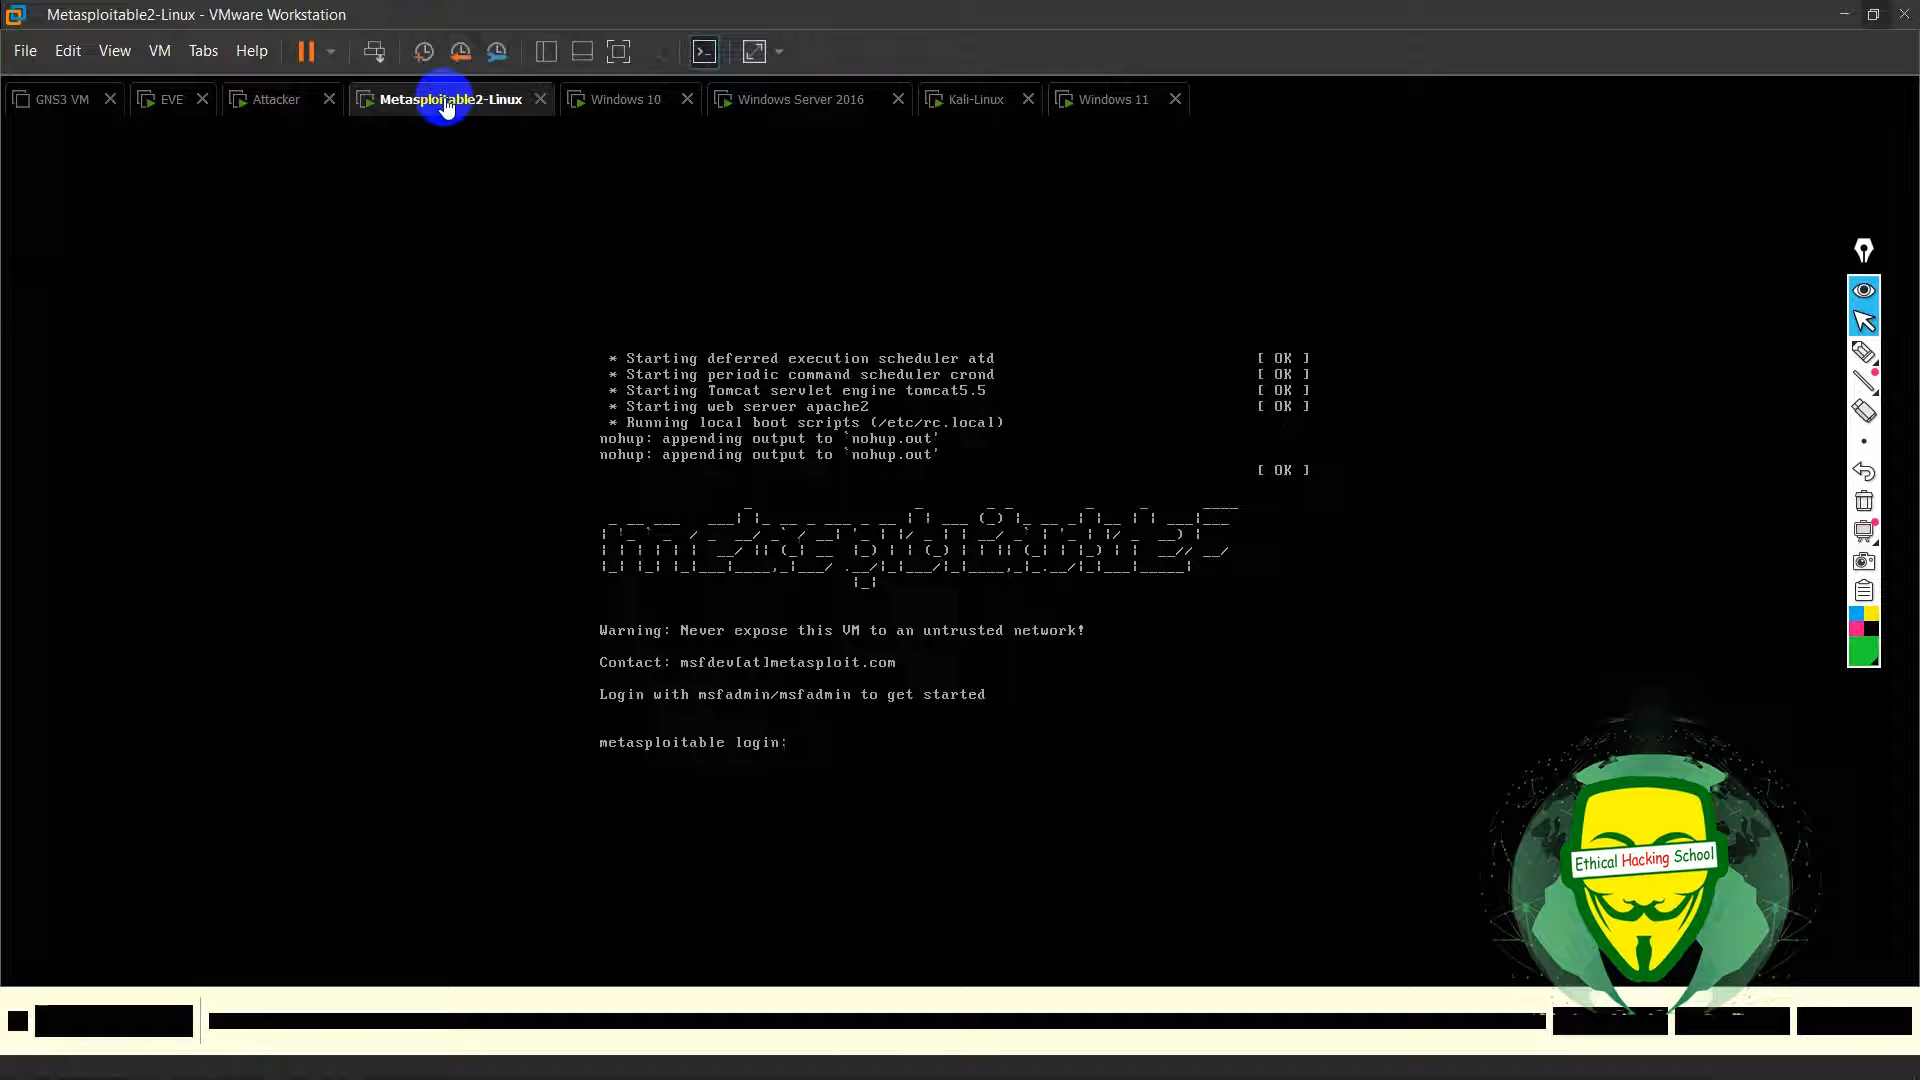 Metasploitable2-Linux - VMware Workstation
File Edit View VM Tabs Help
GNS3 VM EVE Attacker Metasploitable2-Linux Windows 10 Windows Server 2016 Kali-Linux Windows 11
* Starting deferred execution scheduler atd [ OK ]
* Starting periodic command scheduler crond [ OK ]
* Starting Tomcat servlet engine tomcat5.5 [ OK ]
* Starting web server apache2 [ OK ]
* Running local boot scripts (/etc/rc.local)
nohup: appending output to `nohup.out'
nohup: appending output to `nohup.out'
[ OK ]
metasploitable2
Warning: Never expose this VM to an untrusted network!
Contact: msfdev[at]metasploit.com
Login with msfadmin/msfadmin to get started
metasploitable login:
Ethical Hacking School